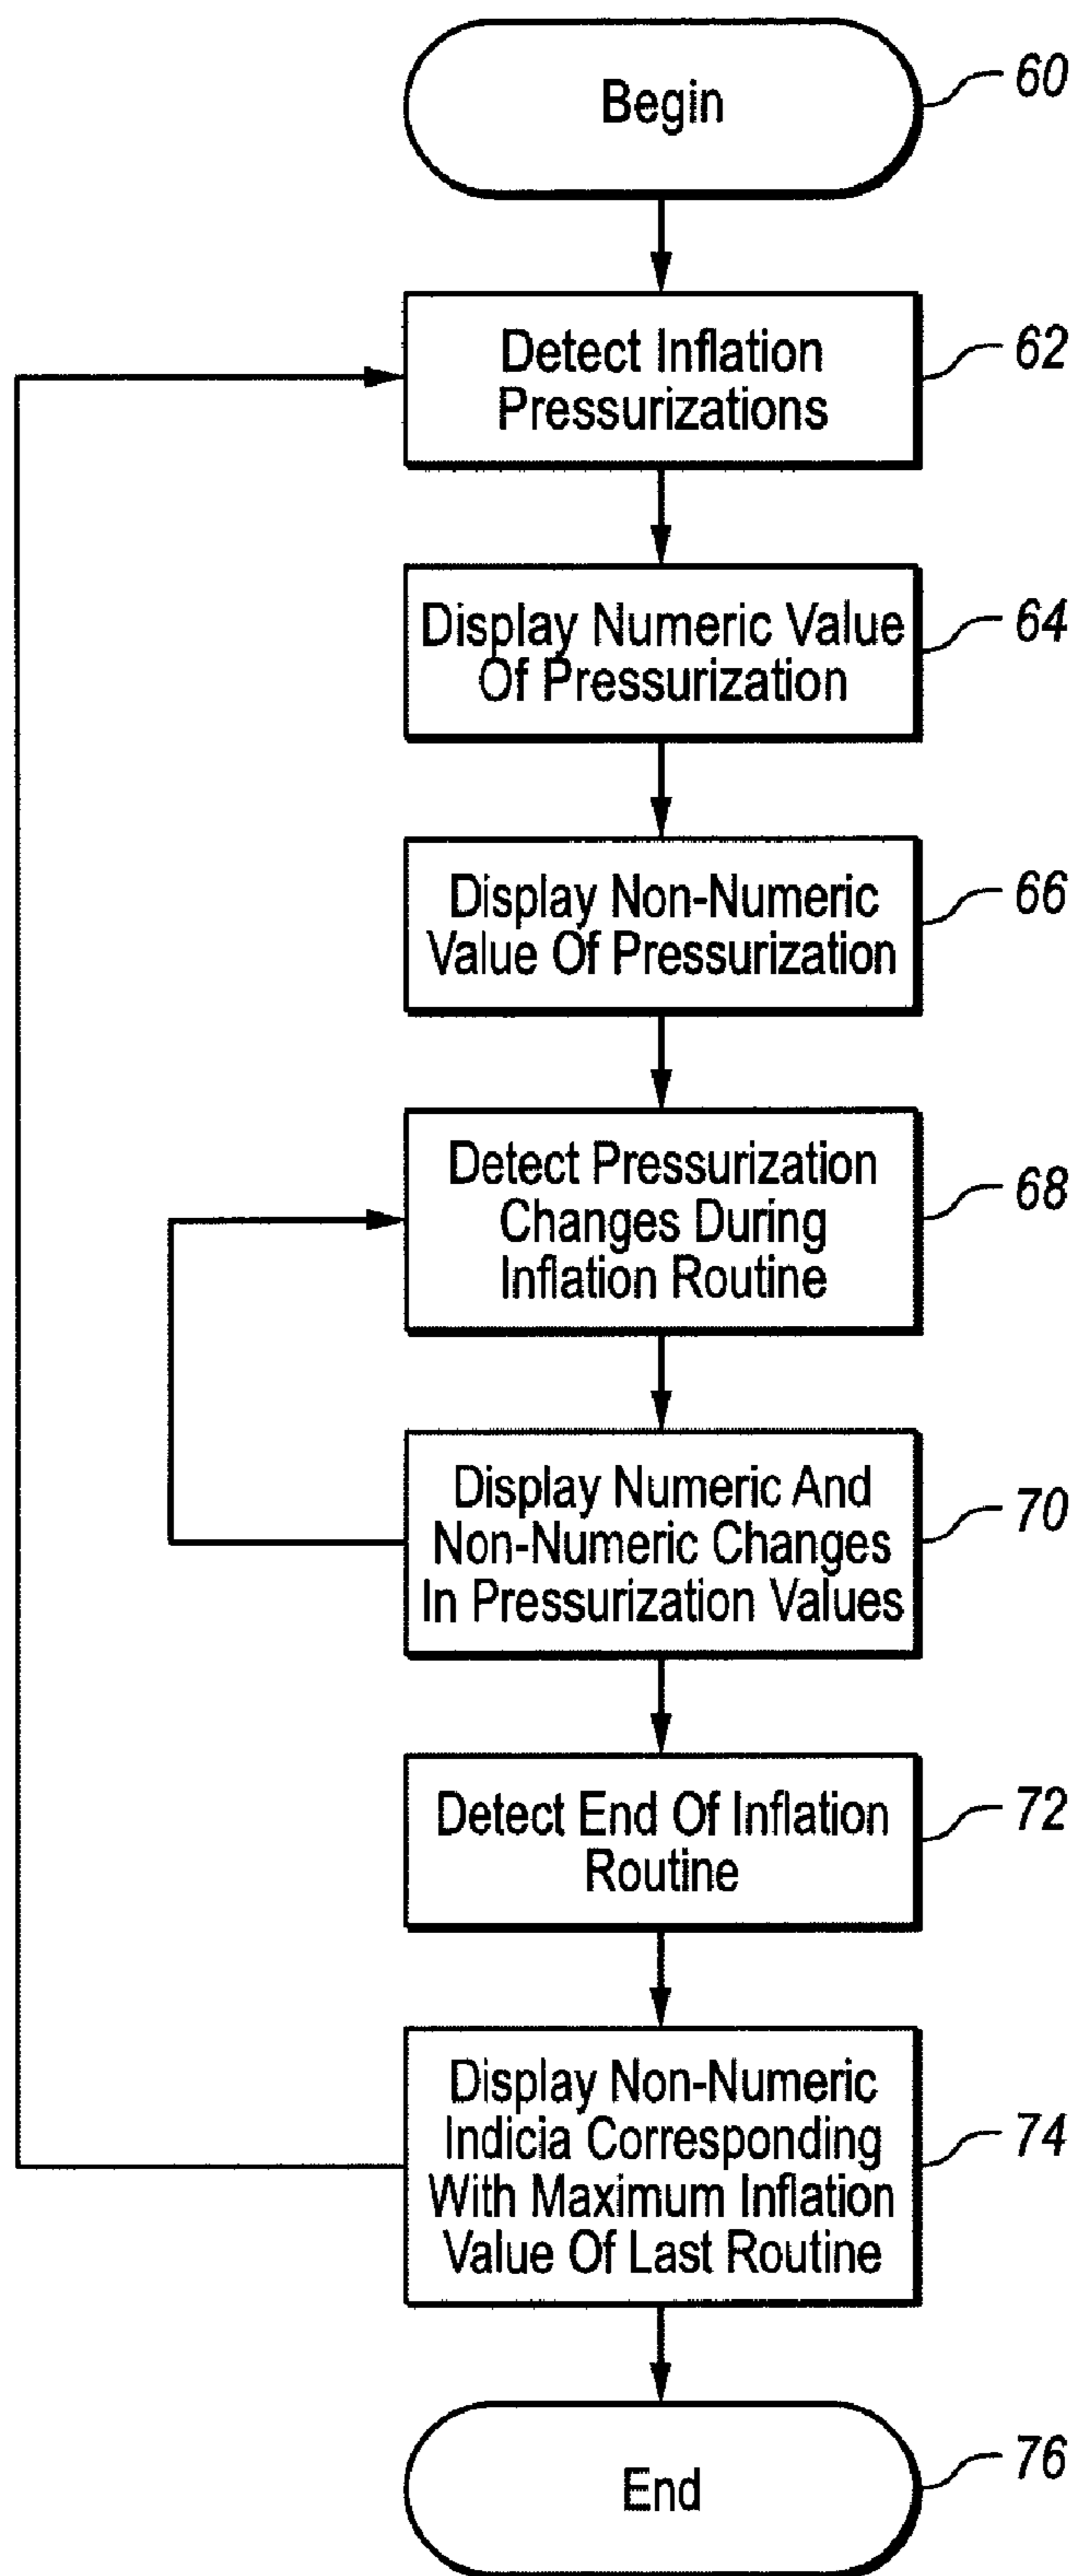 Begin
60
Detect Inflation
Pressurizations
62
Display Numeric Value
Of Pressurization
64
Display Non-Numeric
Value Of Pressurization
66
Detect Pressurization
Changes During
Inflation Routine
68
Display Numeric And
Non-Numeric Changes
In Pressurization Values
70
Detect End Of Inflation
Routine
72
Display Non-Numeric
Indicia Corresponding
With Maximum Inflation
Value Of Last Routine
74
End
76